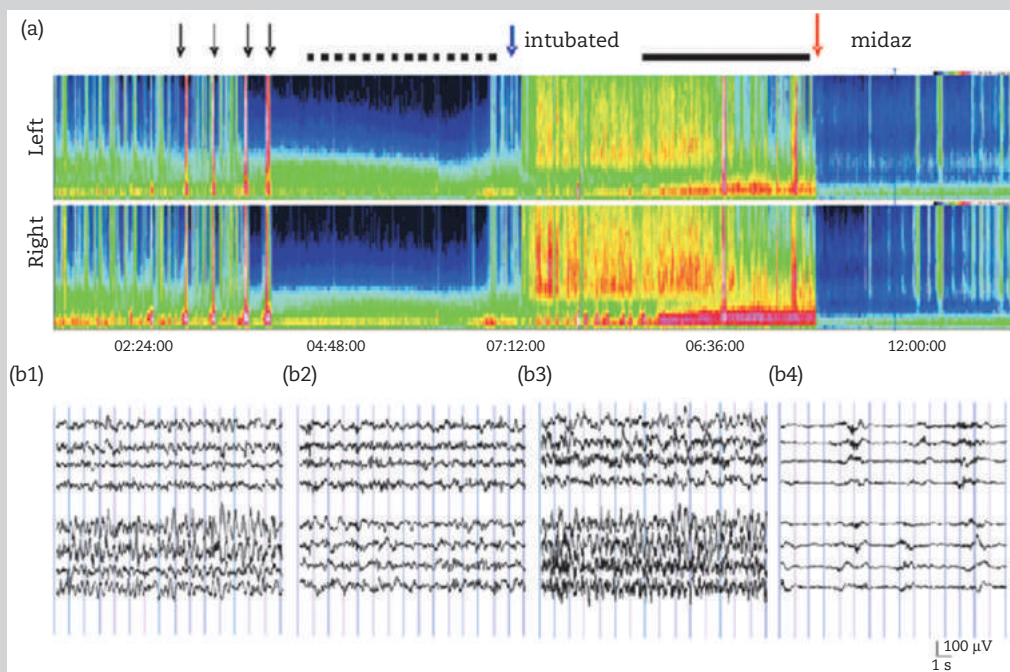 (a)
intubated midaz
Left
Right
02:24:00 04:48:00 07:12:00 06:36:00 12:00:00
(b1) (b2) (b3) (b4)
100 μV
1 s